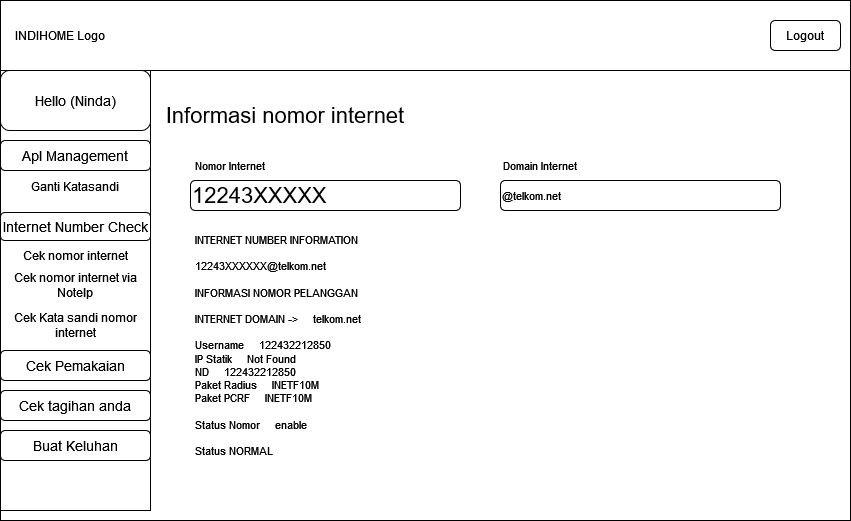 INDIHOME Logo
Logout
Hello (Ninda)
Apl Management
Ganti Katasandi
Internet Number Check
Cek nomor internet
Cek nomor internet via
Notelp
Cek Kata sandi nomor
internet
Cek Pemakaian
Cek tagihan anda
Buat Keluhan
Informasi nomor internet
Nomor Internet
Domain Internet
12243XXXXX
@telkom.net
INTERNET NUMBER INFORMATION
12243XXXXXX@telkom.net
INFORMASI NOMOR PELANGGAN
INTERNET DOMAIN -> telkom.net
Username 122432212850
IP Statik Not Found
ND 122432212850
Paket Radius INETF10M
Paket PCRF INETF10M
Status Nomor enable
Status NORMAL